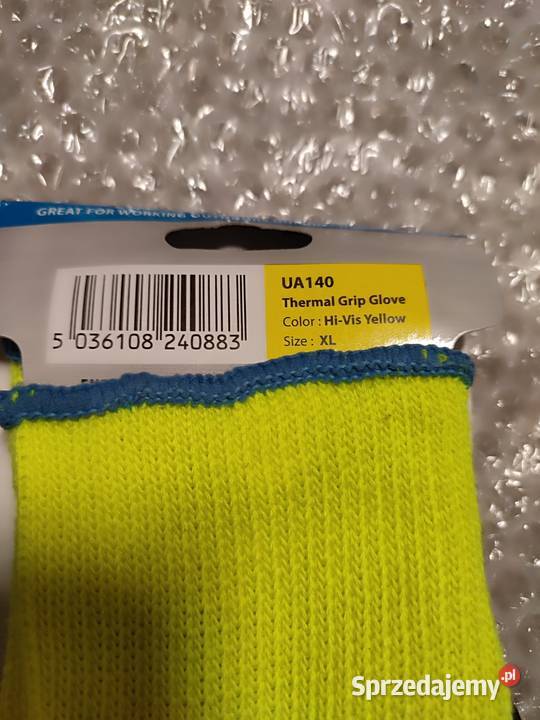 GREAT FOR WORKING
UA140
Thermal Grip Glove
Color : Hi-Vis Yellow
Size : XL
5 036108 240883
Sprzedajemy.pl